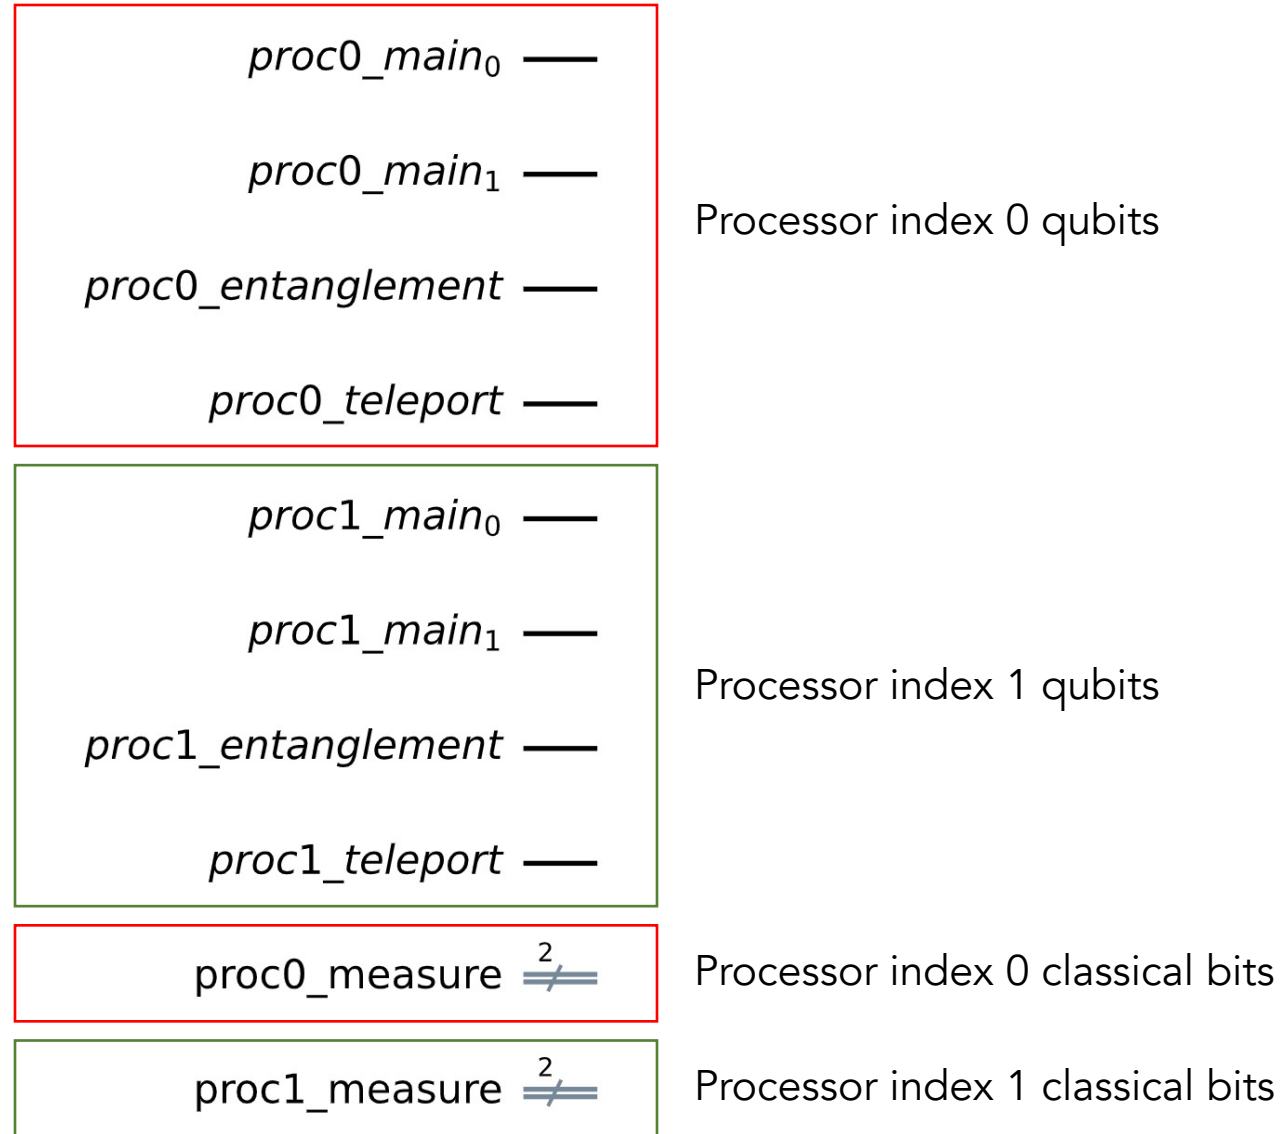 proc0_main₀
proc0_main₁
Processor index 0 qubits
proc0_entanglement
proc0_teleport
proc1_main₀
proc1_main₁
Processor index 1 qubits
proc1_entanglement
proc1_teleport
proc0_measure 2 Processor index 0 classical bits
proc1_measure 2 Processor index 1 classical bits